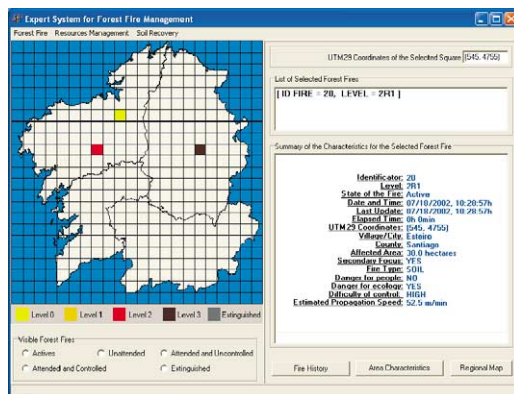 Expert System for Forest Fire Management
Forest Fire Resources Management Soil Recovery
UTM29 Coordinates of the Selected Square (545, 4755)
List of Selected Forest Fires
[ ID FIRE = 20, LEVEL = 2R1 ]
Summary of the Characteristics for the Selected Forest Fire
Identificator: 20
Level: 2R1
State of the Fire: Active
Date and Time: 07/18/2002, 10:28:57h
Last Update: 07/18/2002, 10:28:57h
Elapsed Time: 0h 0min
UTM29 Coordinates: (545, 4755)
Village/City: Esteiro
County: Santiago
Affected Area: 30.0 hectares
Secondary Focus: YES
Fire Type: SOIL
Danger for people: NO
Danger for ecology: YES
Difficulty of control: HIGH
Estimated Propagation Speed: 52.5 m/min
Level 0 Level 1 Level 2 Level 3 Extinguished
Visible Forest Fires
Actives Unattended Attended and Uncontrolled
Attended and Controlled Extinguished
Fire History Area Characteristics Regional Map